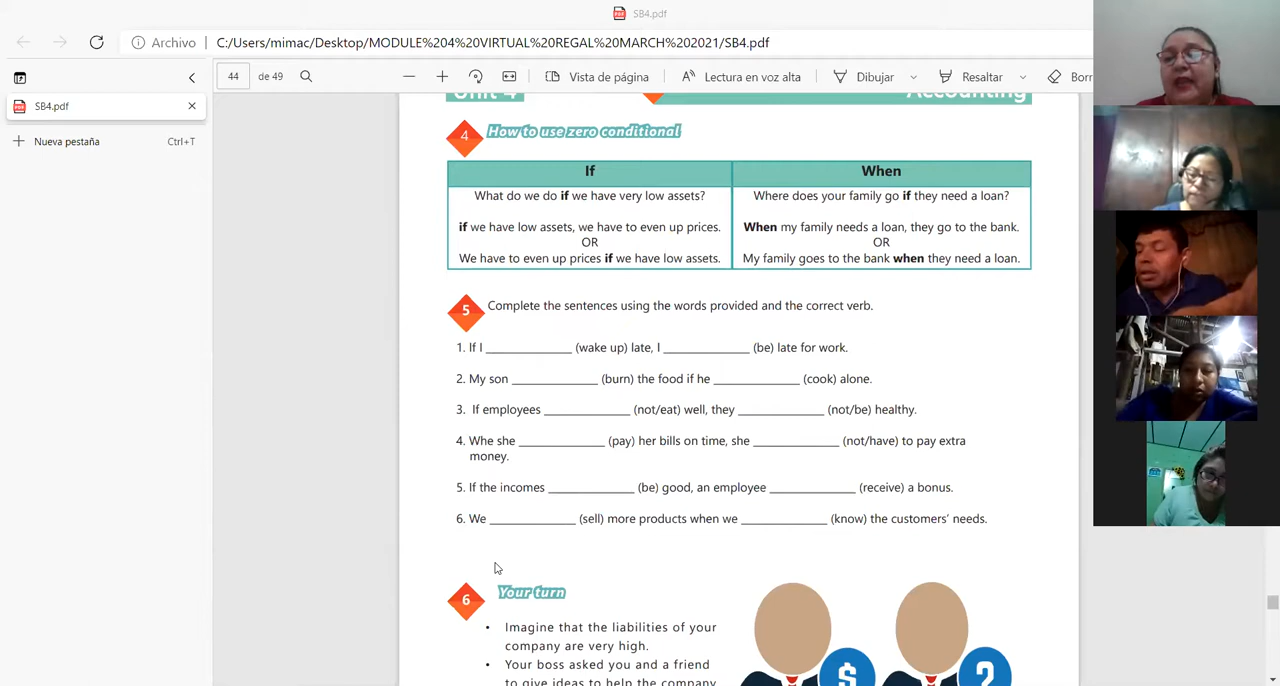 SB4.pdf
Archivo
C:/Users/mimac/Desktop/MODULE%204%20VIRTUAL%20REGAL%20MARCH%202021/SB4.pdf
44 de 49
Vista de página
Lectura en voz alta
Dibujar
Resaltar
Borr
SB4.pdf
Nueva pestaña Ctrl+T
Unit 4 Accounting
4 How to use zero conditional
If When
What do we do if we have very low assets? Where does your family go if they need a loan?
if we have low assets, we have to even up prices. When my family needs a loan, they go to the bank.
OR OR
We have to even up prices if we have low assets. My family goes to the bank when they need a loan.
5 Complete the sentences using the words provided and the correct verb.
1. If I _____________ (wake up) late, I _____________ (be) late for work.
2. My son _____________ (burn) the food if he _____________ (cook) alone.
3. If employees _____________ (not/eat) well, they _____________ (not/be) healthy.
4. Whe she _____________ (pay) her bills on time, she _____________ (not/have) to pay extra
money.
5. If the incomes _____________ (be) good, an employee _____________ (receive) a bonus.
6. We _____________ (sell) more products when we _____________ (know) the customers’ needs.
6 Your turn
• Imagine that the liabilities of your
company are very high.
• Your boss asked you and a friend
to give ideas to help the company
$ ?